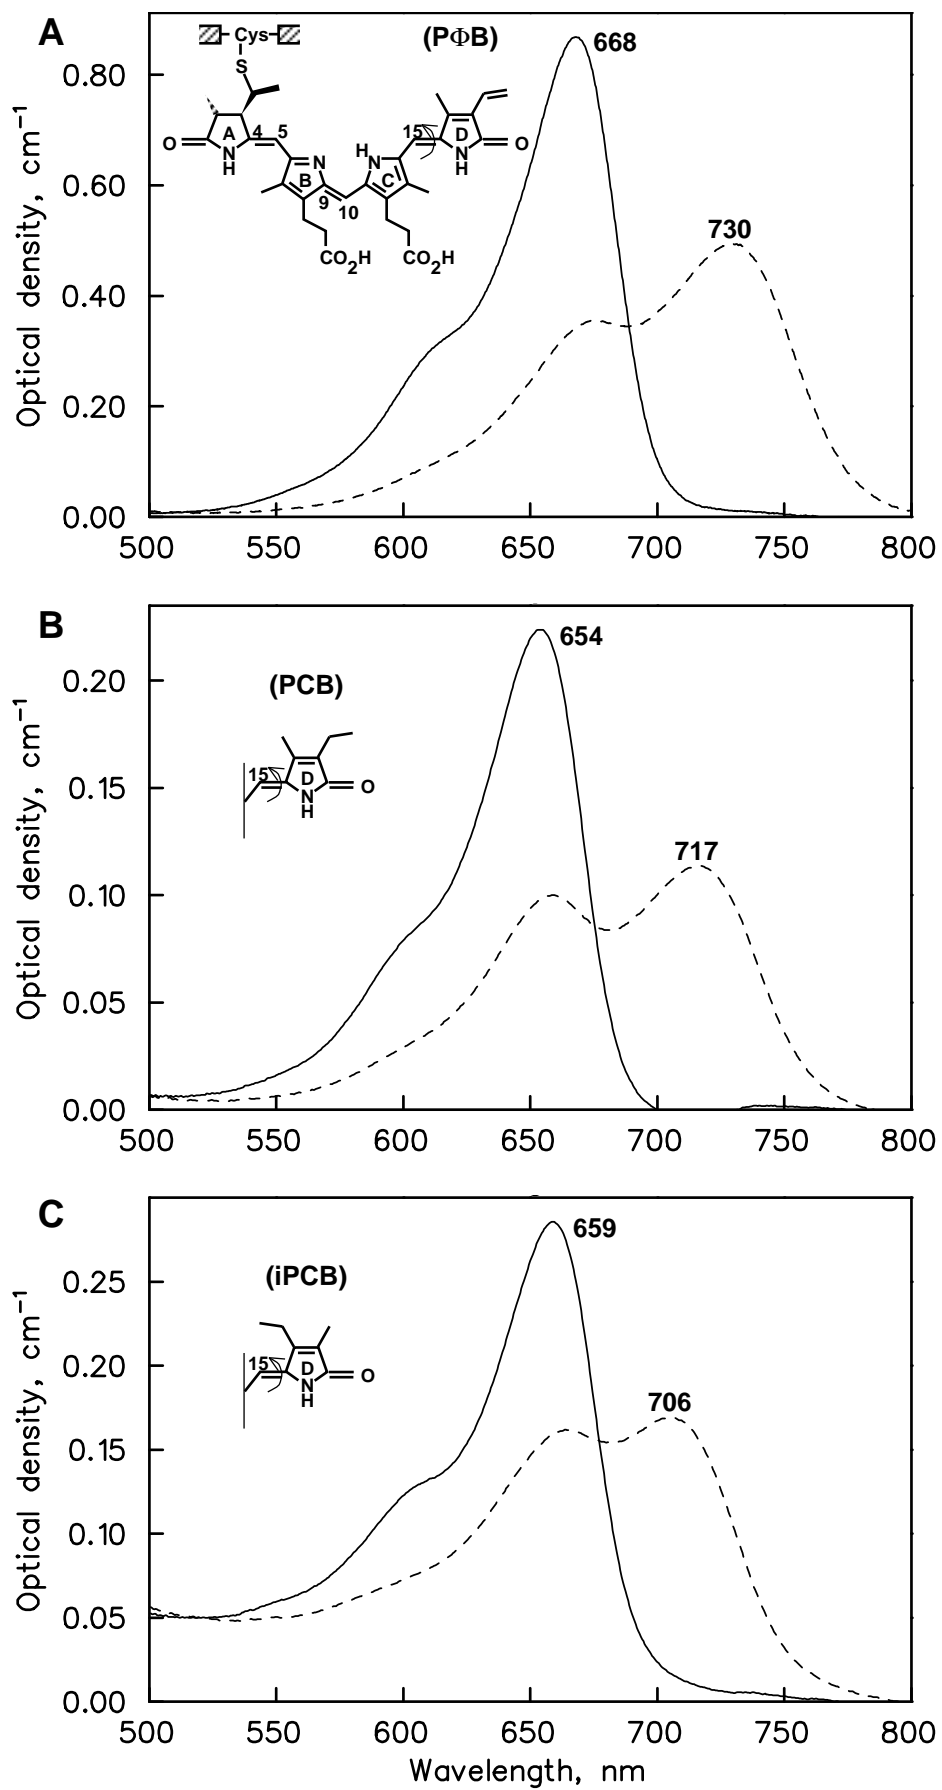 A
Cys
(PΦB)
668
S
0.80
A 4 5
15 D
O N H
N
H N
N H O
B
C
9 10
0.60
CO2H CO2H
730
0.40
0.20
0.00
500 550 600 650 700 750 800
Optical density, cm−1
B
654
(PCB)
0.20
15 D
O
N
H
0.15
717
0.10
0.05
0.00
500 550 600 650 700 750 800
Optical density, cm−1
C
659
(iPCB)
0.25
15 D
O
N
H
0.20
706
0.15
0.10
0.05
0.00
500 550 600 650 700 750 800
Optical density, cm−1
Wavelength, nm